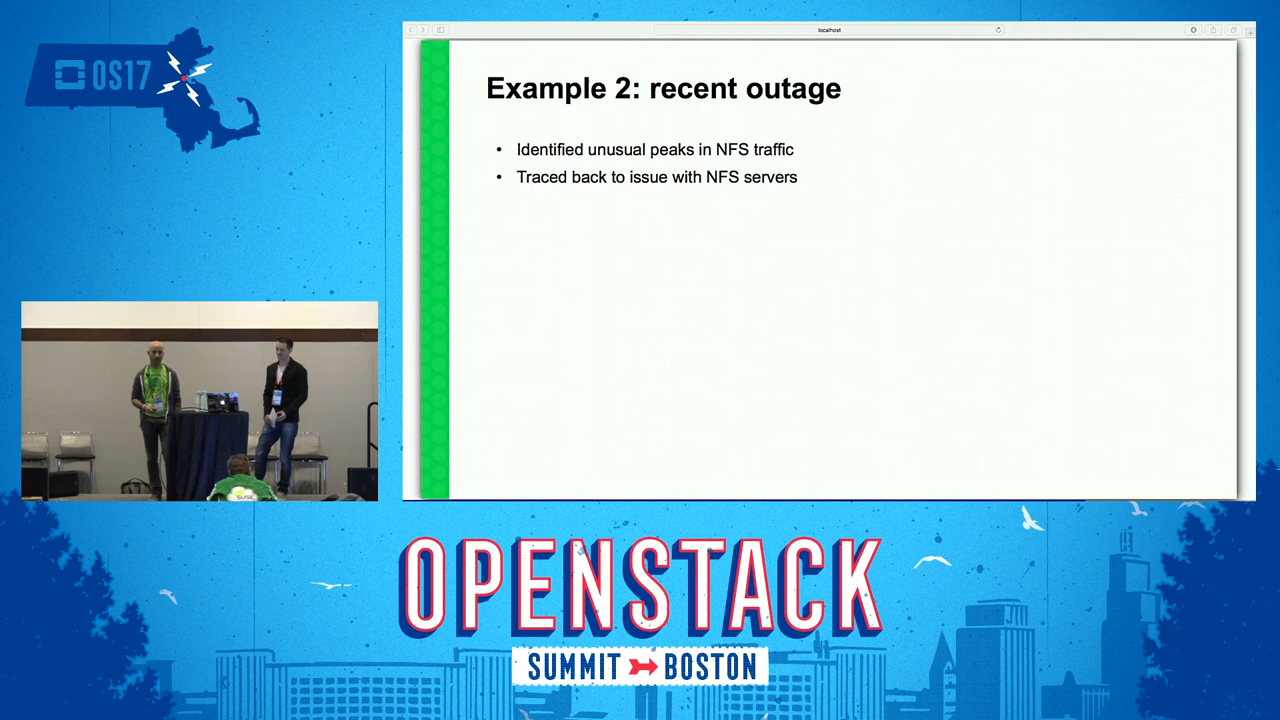 OS17
localhost
Example 2: recent outage
• Identified unusual peaks in NFS traffic
• Traced back to issue with NFS servers
SUSE
OPENSTACK
SUMMIT BOSTON